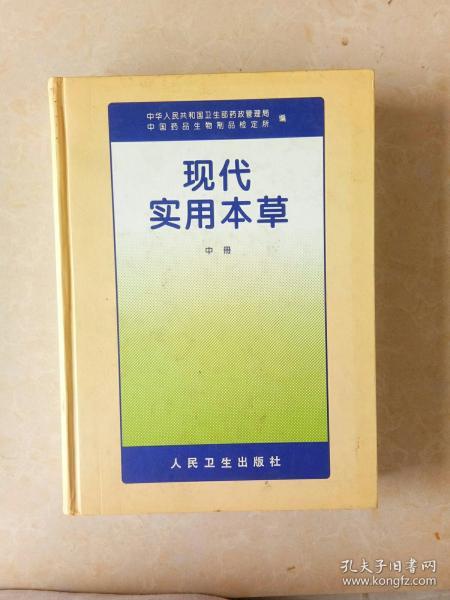 中华人民共和国卫生部药政管理局
中国药品生物制品检定所
编
现代
实用本草
中册
人民卫生出版社
孔夫子旧书网
www.kongfz.com